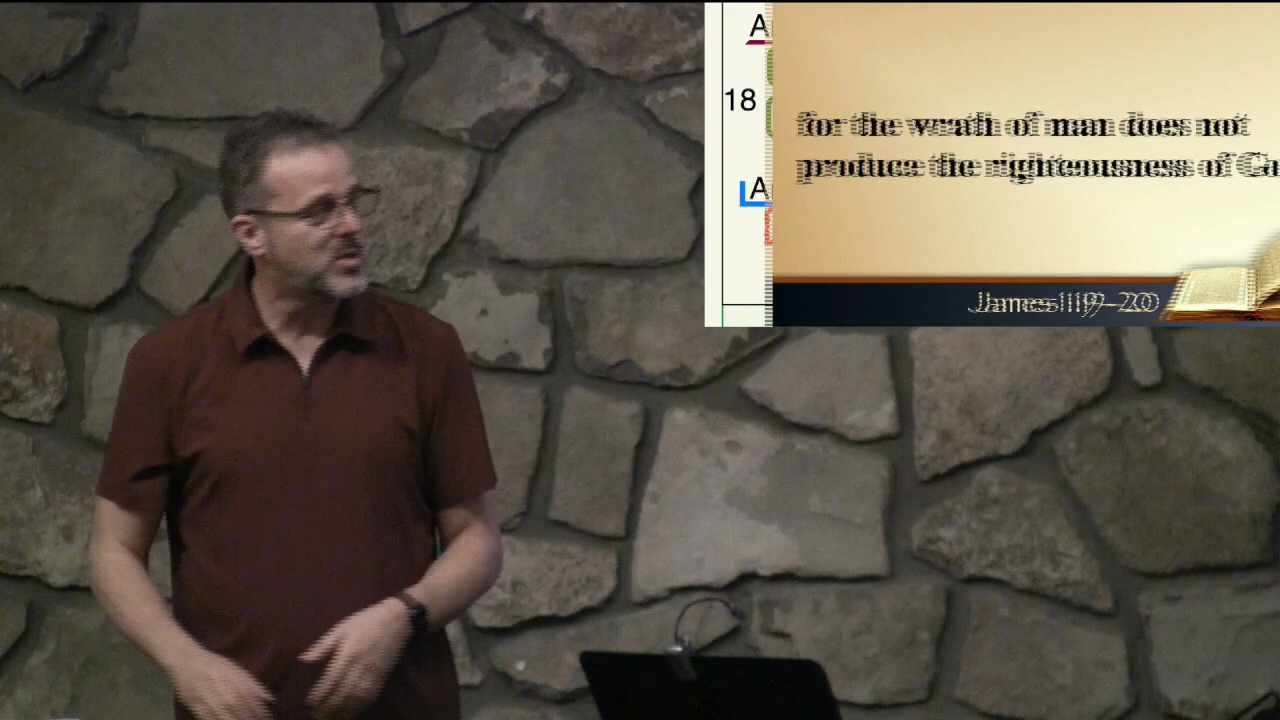 A
18
A
for the wrath of man does not
produce the righteousness of
James 1:19–20